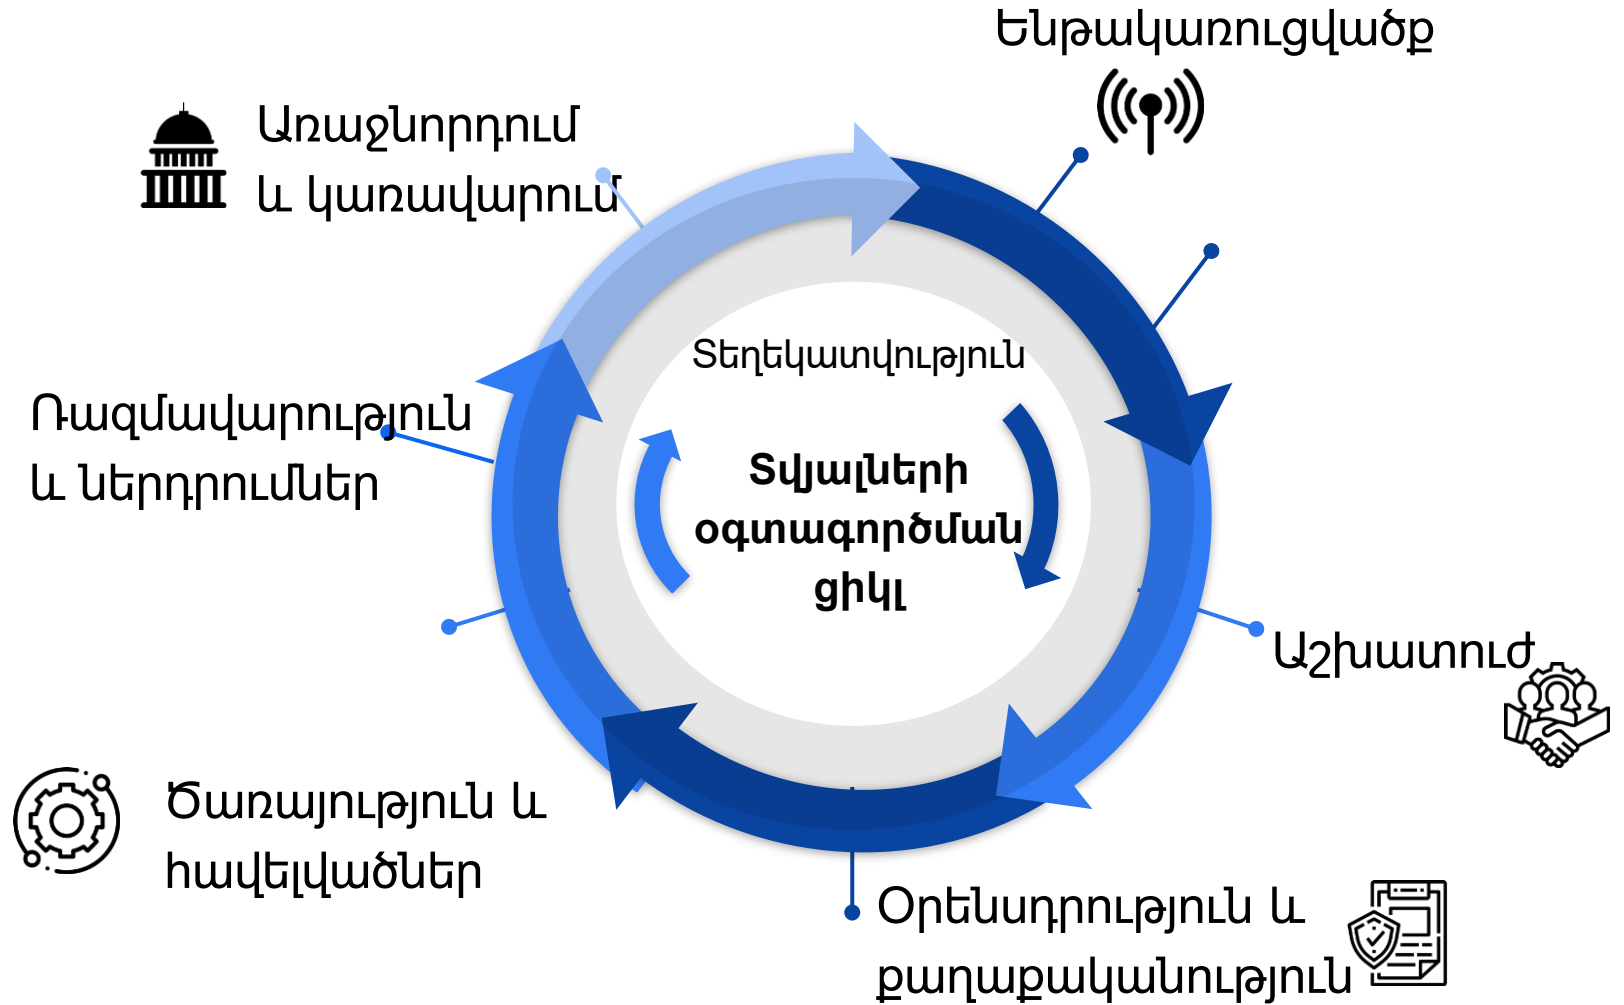 Ենթակառուցվածք
Առաջնորդում
և կառավարում
Տեղեկատվություն
Ռազմավարություն
և ներդրումներ
Տվյալների
օգտագործման
ցիկլ
Աշխատուժ
Ծառայություն և
հավելվածներ
Օրենսդրություն և
քաղաքականություն